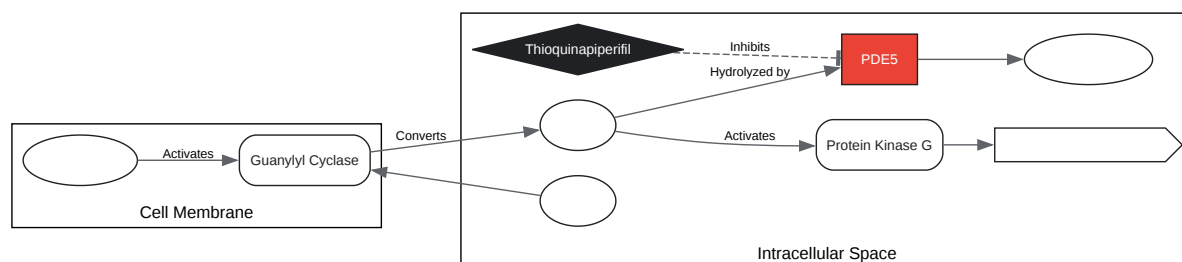 Thioquinapiperifil
Inhibits
PDE5
Hydrolyzed by
Converts
Activates
Guanylyl Cyclase
Activates
Protein Kinase G
Cell Membrane
Intracellular Space